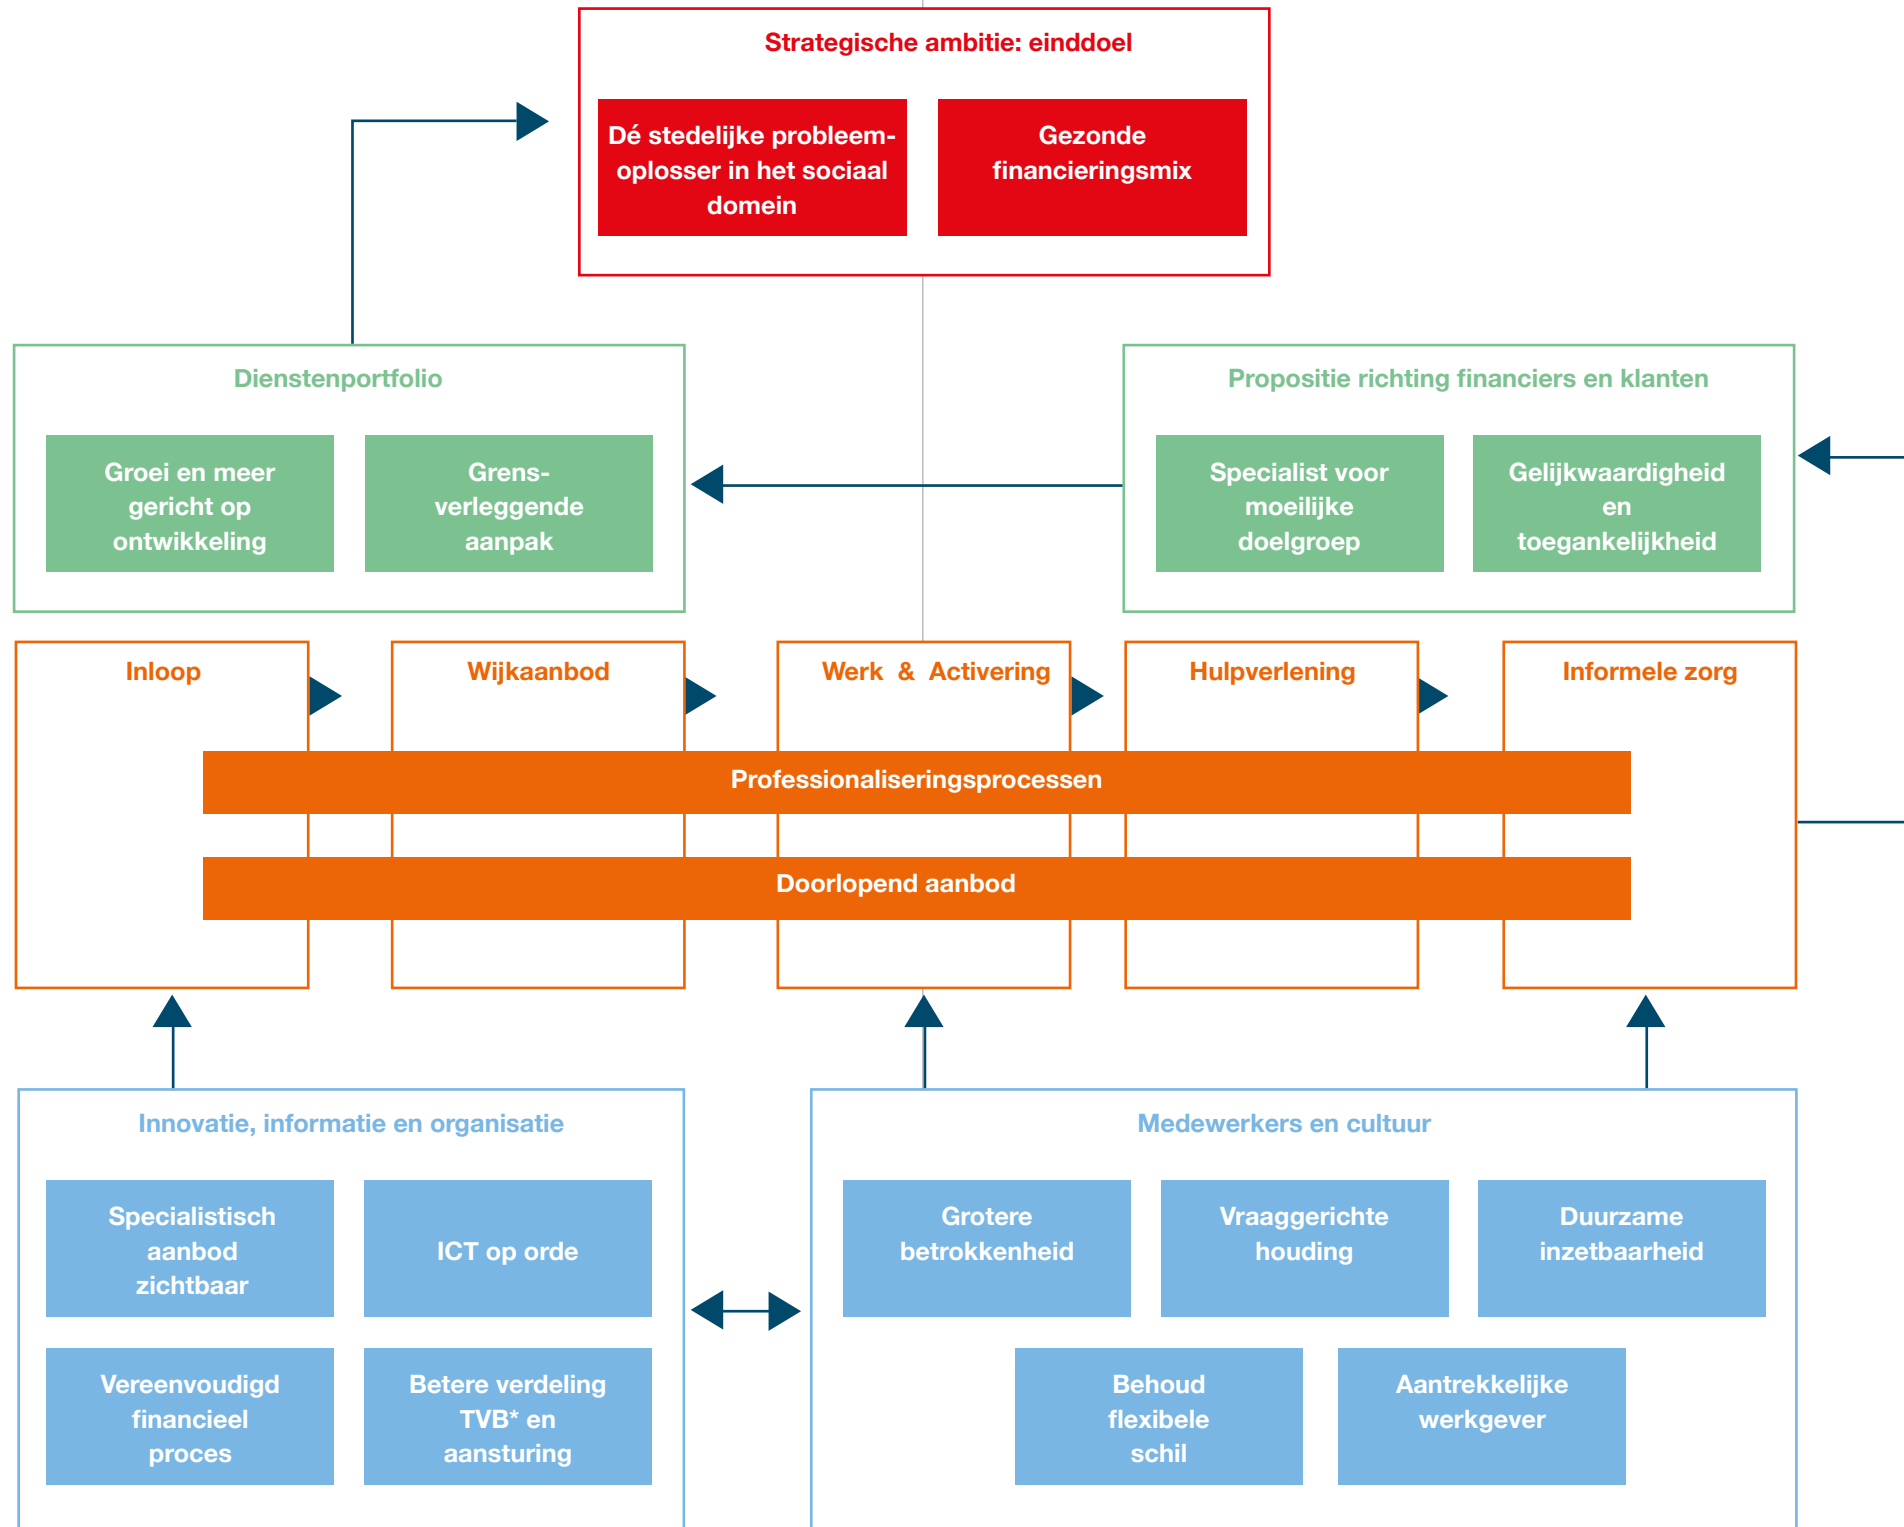 Strategische ambitie: einddoel
Dé stedelijke probleem-
oplosser in het sociaal
domein
Gezonde
financieringsmix
Dienstenportfolio
Groei en meer
gericht op
ontwikkeling
Grens-
verleggende
aanpak
Propositie richting financiers en klanten
Specialist voor
moeilijke
doelgroep
Gelijkwaardigheid
en
toegankelijkheid
Inloop
Wijkaanbod
Werk & Activering
Hulpverlening
Informele zorg
Professionaliseringsprocessen
Doorlopend aanbod
Innovatie, informatie en organisatie
Specialistisch
aanbod
zichtbaar
ICT op orde
Vereenvoudigd
financieel
proces
Betere verdeling
TVB* en
aansturing
Medewerkers en cultuur
Grotere
betrokkenheid
Vraaggerichte
houding
Duurzame
inzetbaarheid
Behoud
flexibele
schil
Aantrekkelijke
werkgever